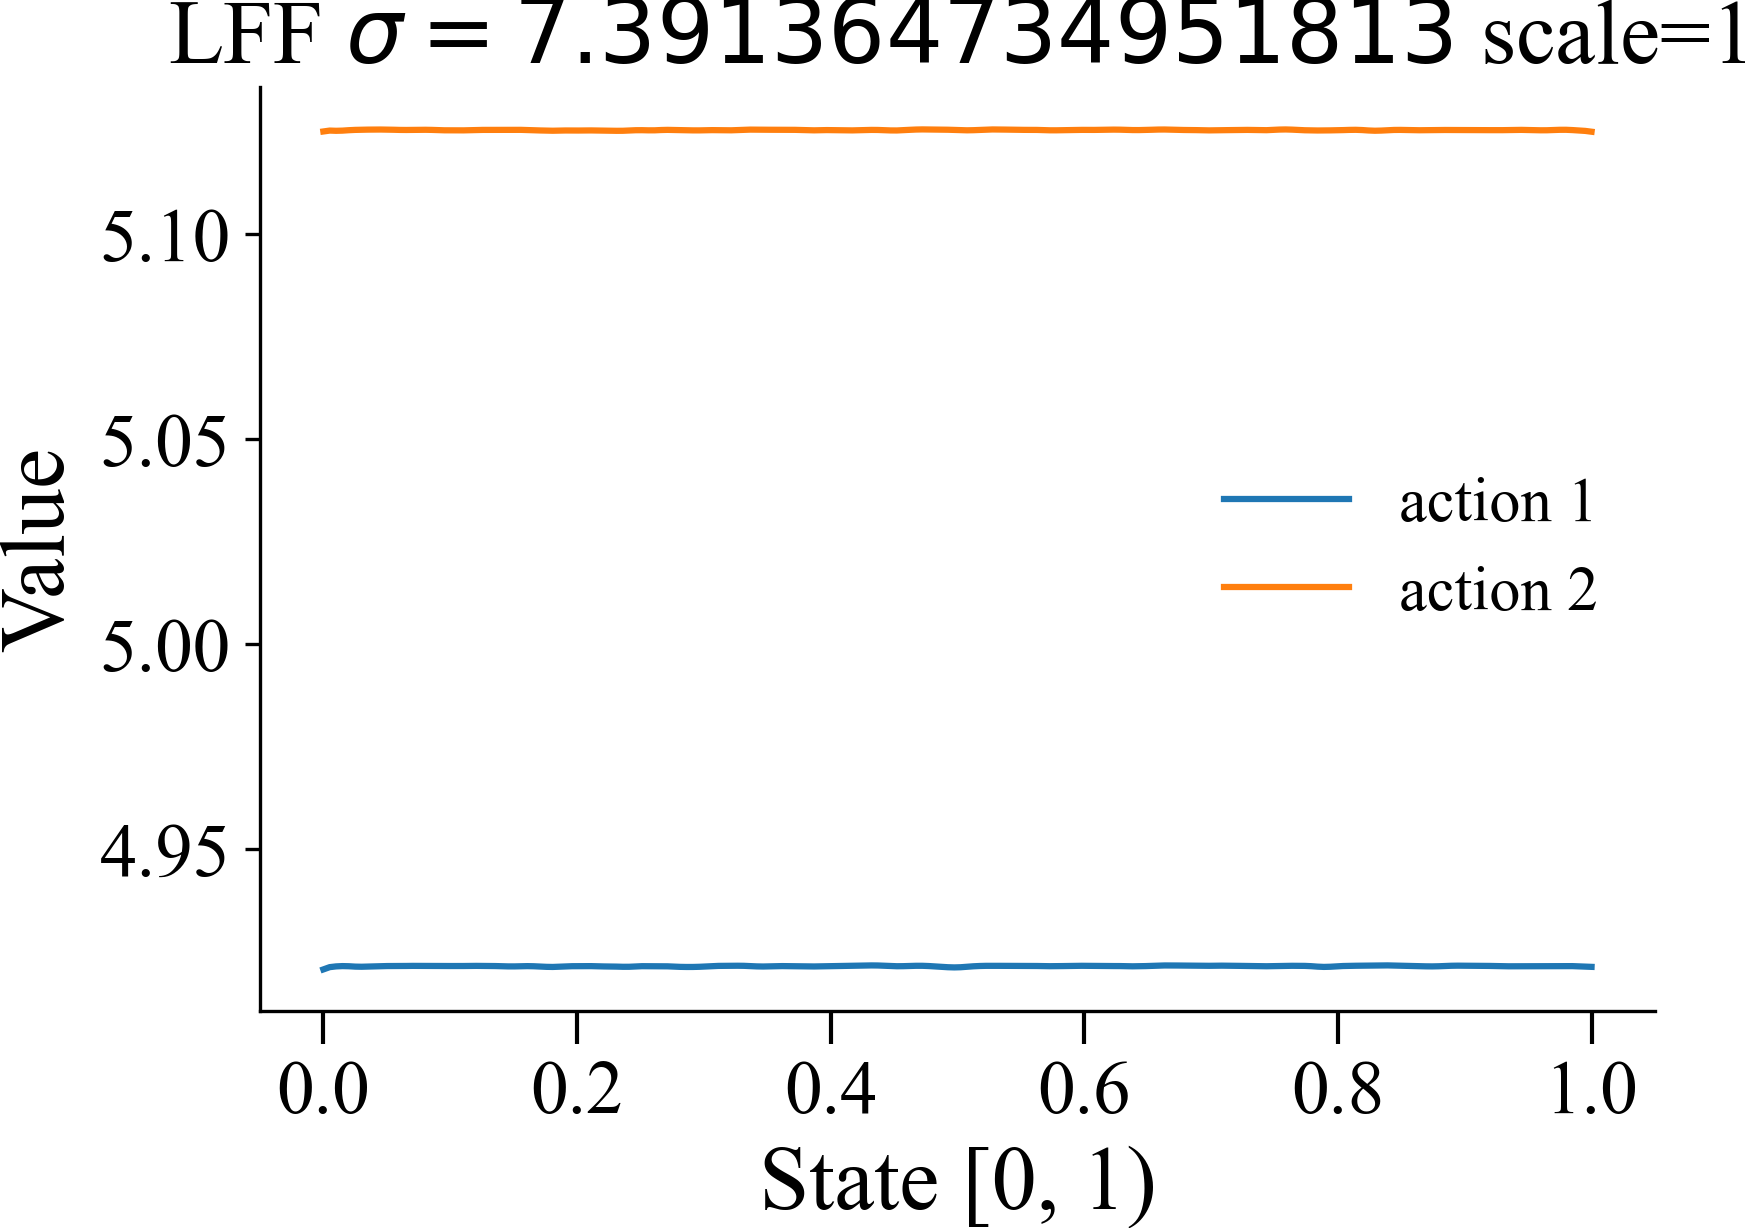 LFF σ = 7.391364734951813 scale=1
5.10
5.05
5.00
4.95
Value
action 1
action 2
0.0 0.2 0.4 0.6 0.8 1.0
State [0, 1)